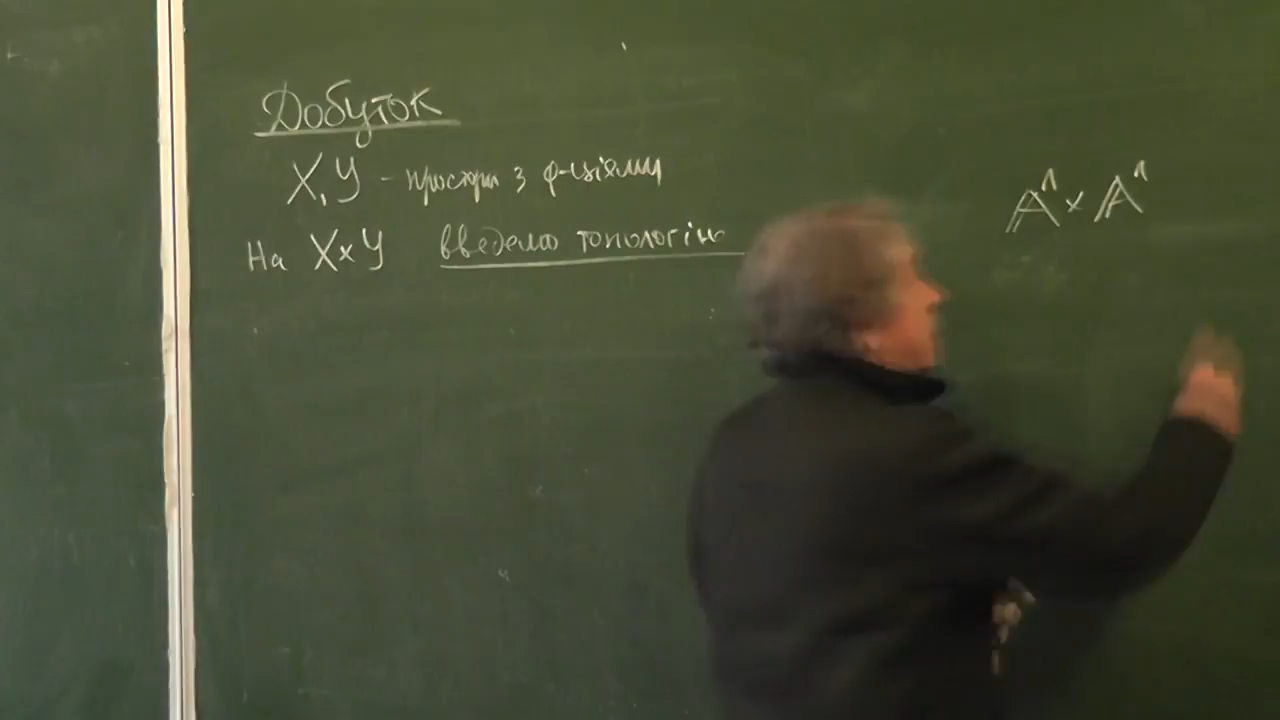 Добуток
X, Y – простори з ф-ціями
На X×Y введемо топологію
𝔸¹ × 𝔸¹